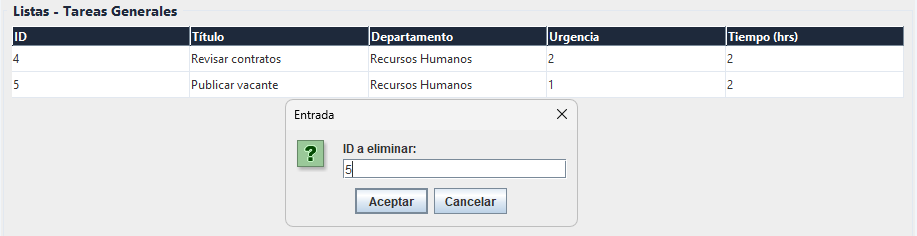 Listas - Tareas Generales
ID Título Departamento Urgencia Tiempo (hrs)
4 Revisar contratos Recursos Humanos 2 2
5 Publicar vacante Recursos Humanos 1 2
Entrada
?
ID a eliminar:
5
Aceptar Cancelar